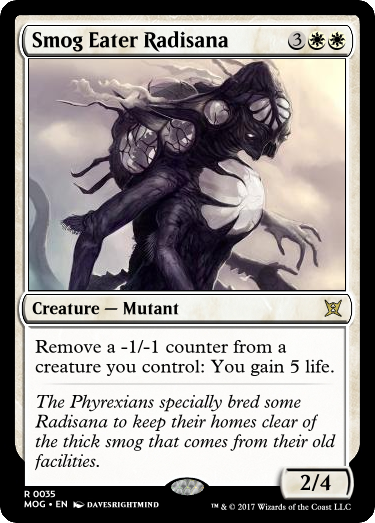 Smog Eater Radisana 3
Creature — Mutant
Remove a -1/-1 counter from a
creature you control: You gain 5 life.
The Phyrexians specially bred some
Radisana to keep their homes clear of
the thick smog that comes from their old
facilities.
2/4
R 0035
MOG • EN DAVESRIGHTMIND
™ & © 2017 Wizards of the Coast LLC